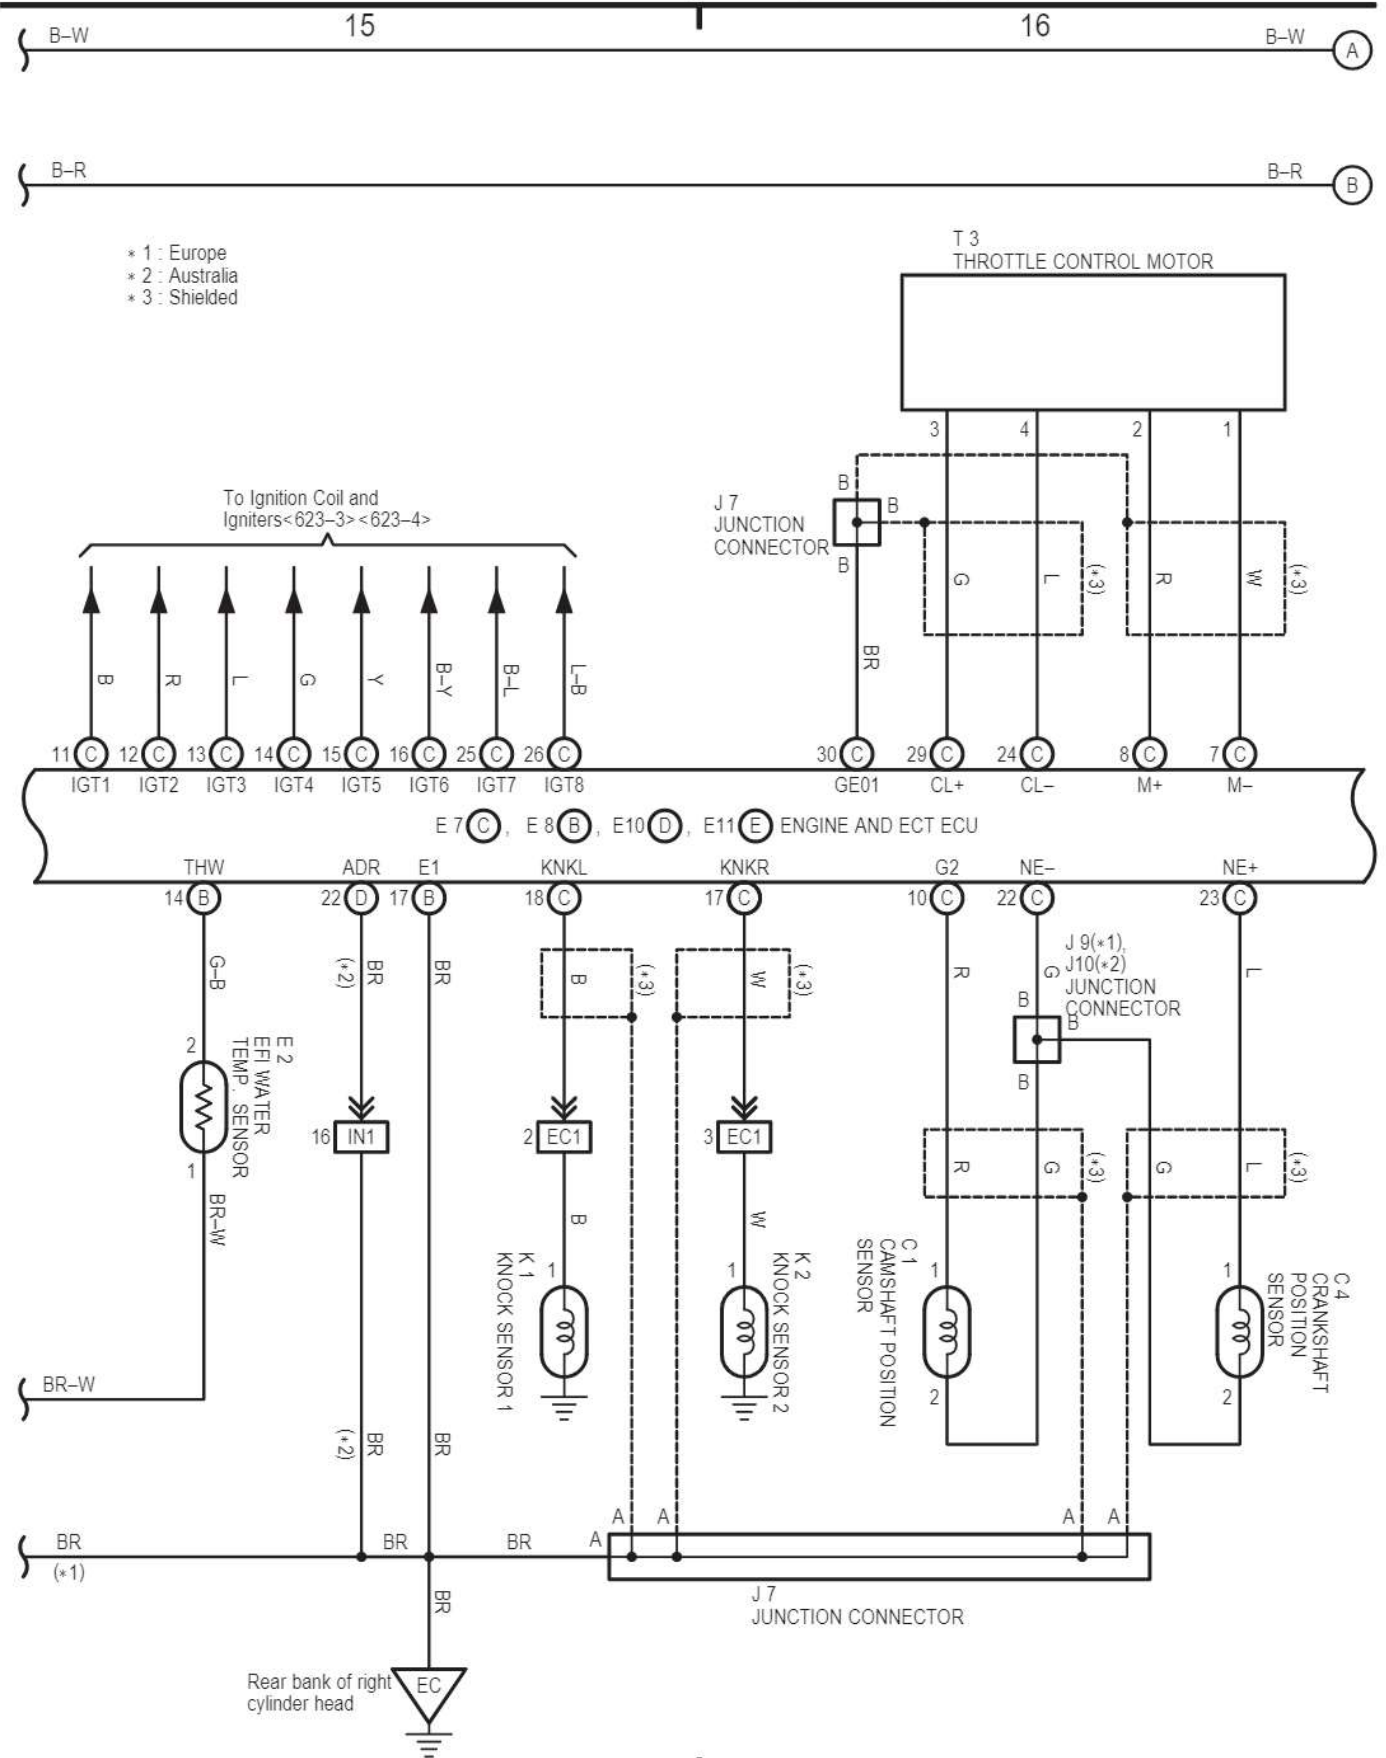 15
16
B–W
B–W
A
B–R
B–R
B
* 1 : Europe
* 2 : Australia
* 3 : Shielded
T 3
THROTTLE CONTROL MOTOR
3
4
2
1
To Ignition Coil and
Igniters<623–3><623–4>
J 7
JUNCTION
CONNECTOR
B
B
B
G
L
(*3)
R
W
(*3)
BR
B
R
L
G
Y
B–Y
B–L
L–B
11 C
12 C
13 C
14 C
15 C
16 C
25 C
26 C
30 C
29 C
24 C
8 C
7 C
IGT1
IGT2
IGT3
IGT4
IGT5
IGT6
IGT7
IGT8
GE01
CL+
CL–
M+
M–
E 7 C , E 8 B , E10 D , E11 E ENGINE AND ECT ECU
THW
ADR
E1
KNKL
KNKR
G2
NE–
NE+
14 B
22 D
17 B
18 C
17 C
10 C
22 C
23 C
G–B
(*2)
BR
BR
B
(*3)
W
(*3)
R
G
J 9(*1),
J10(*2)
JUNCTION
CONNECTOR
B
B
B
L
2
E 2
EFI WATER
TEMP. SENSOR
1
BR–W
16 IN1
2 EC1
3 EC1
R
G
(*3)
G
L
(*3)
B
W
K 1
KNOCK SENSOR 1
1
K 2
KNOCK SENSOR 2
1
C 1
CAMSHAFT POSITION
SENSOR
1
2
C 4
CRANKSHAFT
POSITION
SENSOR
1
2
BR–W
(*2)
BR
BR
BR
(*1)
BR
BR
A
A
A
A
A
J 7
JUNCTION CONNECTOR
BR
Rear bank of right
cylinder head
EC